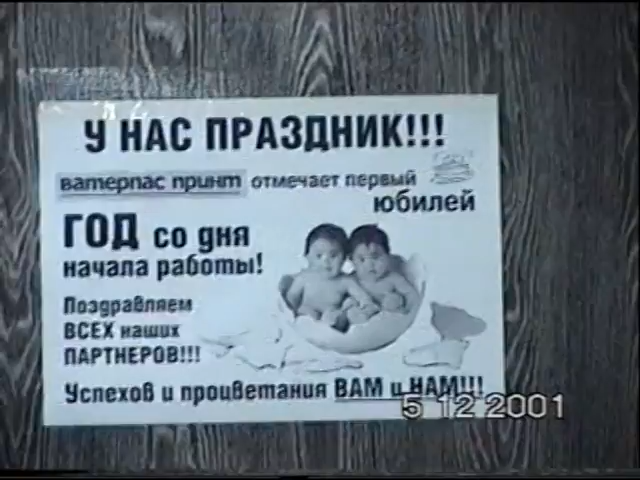 У НАС ПРАЗДНИК!!!
ватерпас принт отмечает первый
юбилей
ГОД со дня
начала работы!
Поздравляем
ВСЕХ наших
ПАРТНЕРОВ!!!
Успехов и процветания ВАМ и НАМ!!!
5 12 2001